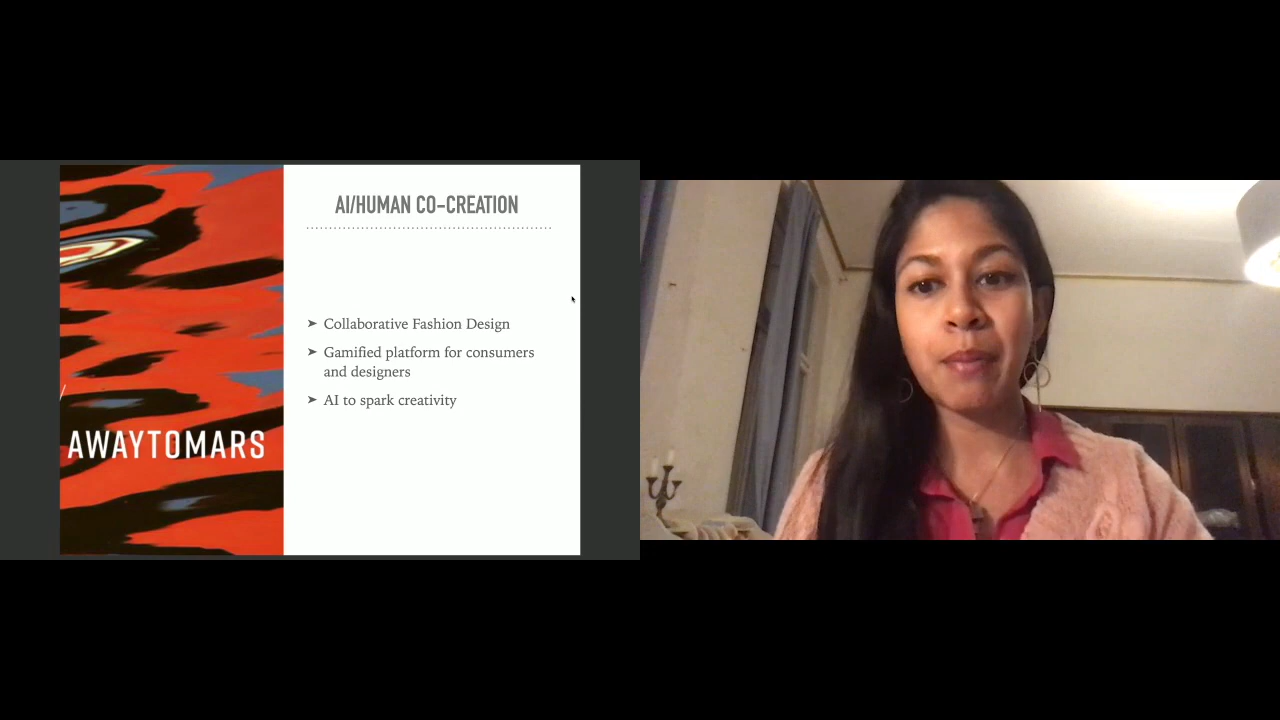 AI/HUMAN CO-CREATION
➤ Collaborative Fashion Design
➤ Gamified platform for consumers
and designers
➤ AI to spark creativity
AWAYTOMARS